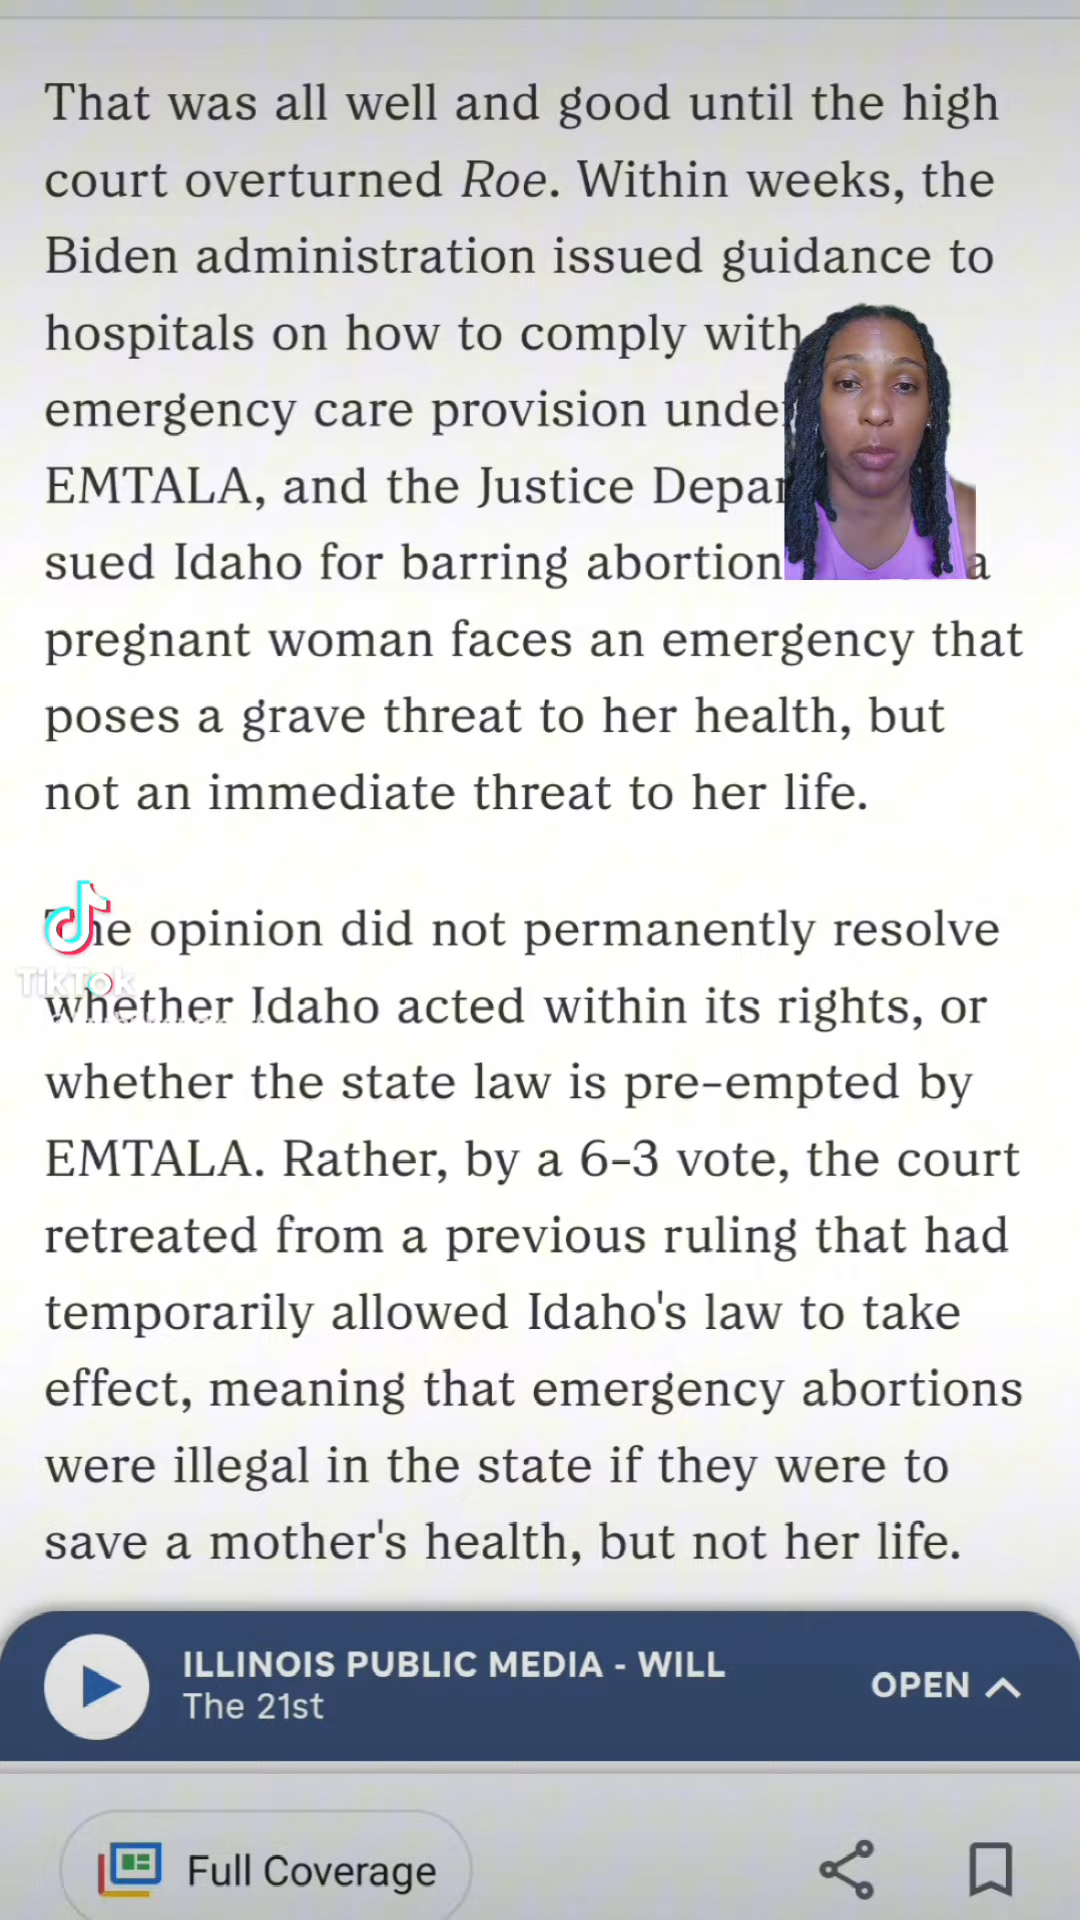 That was all well and good until the high
court overturned Roe. Within weeks, the
Biden administration issued guidance to
hospitals on how to comply with
emergency care provision under
EMTALA, and the Justice Depar
sued Idaho for barring abortion a
pregnant woman faces an emergency that
poses a grave threat to her health, but
not an immediate threat to her life.
The opinion did not permanently resolve
TikTok
whether Idaho acted within its rights, or
whether the state law is pre-empted by
EMTALA. Rather, by a 6-3 vote, the court
retreated from a previous ruling that had
temporarily allowed Idaho's law to take
effect, meaning that emergency abortions
were illegal in the state if they were to
save a mother's health, but not her life.
ILLINOIS PUBLIC MEDIA - WILL
The 21st
OPEN
Full Coverage